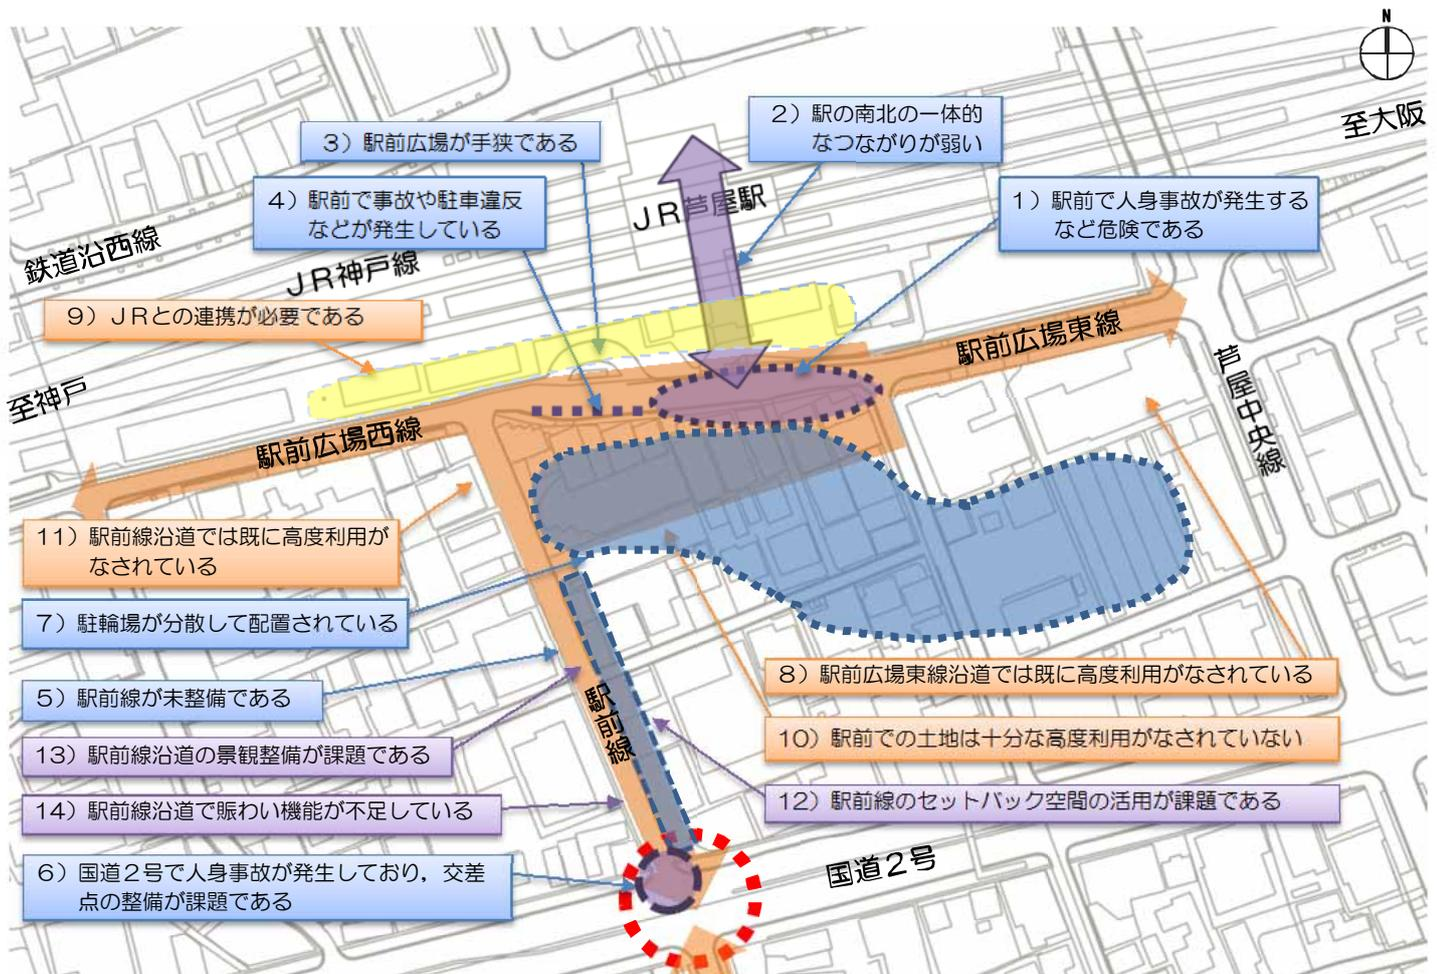 N
至大阪
2）駅の南北の一体的
なつながりが弱い
3）駅前広場が手狭である
4）駅前で事故や駐車違反
などが発生している
ＪＲ芦屋駅
1）駅前で人身事故が発生する
など危険である
鉄道沿西線
ＪＲ神戸線
9）ＪＲとの連携が必要である
駅前広場東線
至神戸
芦屋中央線
駅前広場西線
11）駅前線沿道では既に高度利用が
なされている
7）駐輪場が分散して配置されている
8）駅前広場東線沿道では既に高度利用がなされている
5）駅前線が未整備である
駅前線
10）駅前での土地は十分な高度利用がなされていない
13）駅前線沿道の景観整備が課題である
12）駅前線のセットバック空間の活用が課題である
14）駅前線沿道で賑わい機能が不足している
6）国道２号で人身事故が発生しており，交差
点の整備が課題である
国道２号